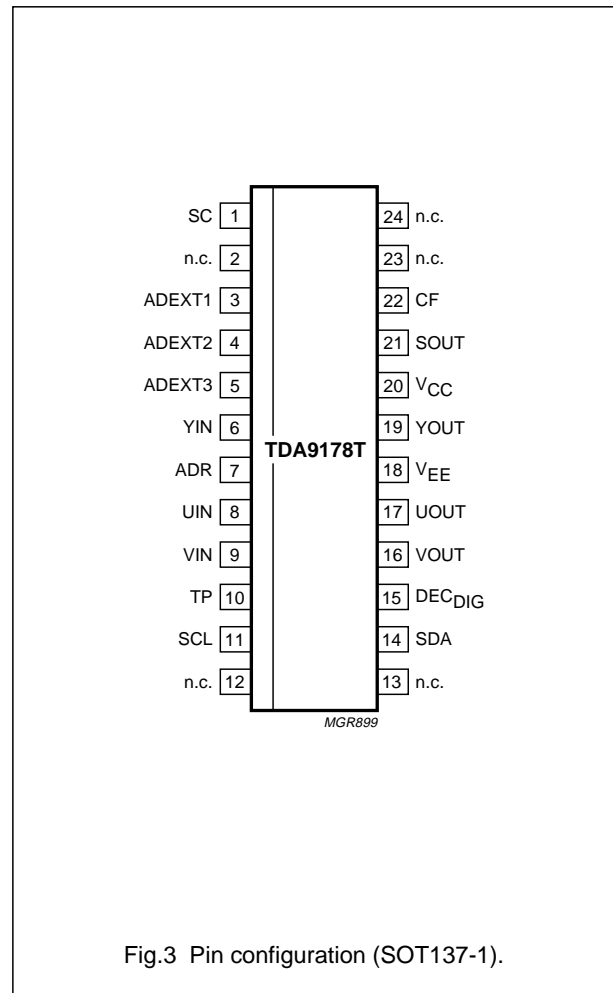 SC 1 24 n.c.
n.c. 2 23 n.c.
ADEXT1 3 22 CF
ADEXT2 4 21 SOUT
ADEXT3 5 20 VCC
YIN 6 19 YOUT
TDA9178T
ADR 7 18 VEE
UIN 8 17 UOUT
VIN 9 16 VOUT
TP 10 15 DECDIG
SCL 11 14 SDA
n.c. 12 13 n.c.
MGR899
Fig.3 Pin configuration (SOT137-1).